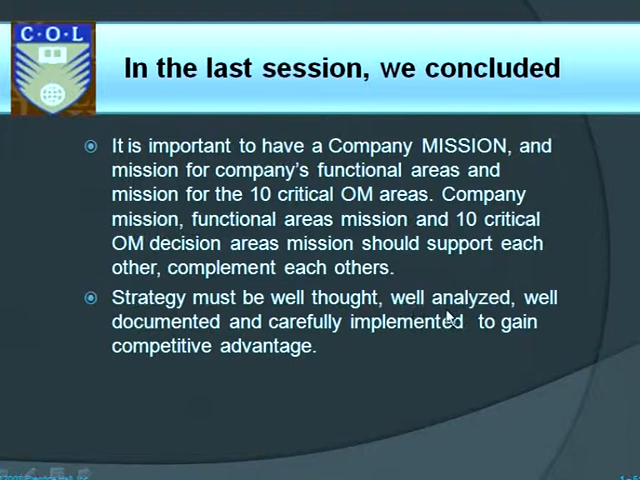 C·O·L
In the last session, we concluded
It is important to have a Company MISSION, and
mission for company's functional areas and
mission for the 10 critical OM areas. Company
mission, functional areas mission and 10 critical
OM decision areas mission should support each
other, complement each others.
Strategy must be well thought, well analyzed, well
documented and carefully implemented to gain
competitive advantage.